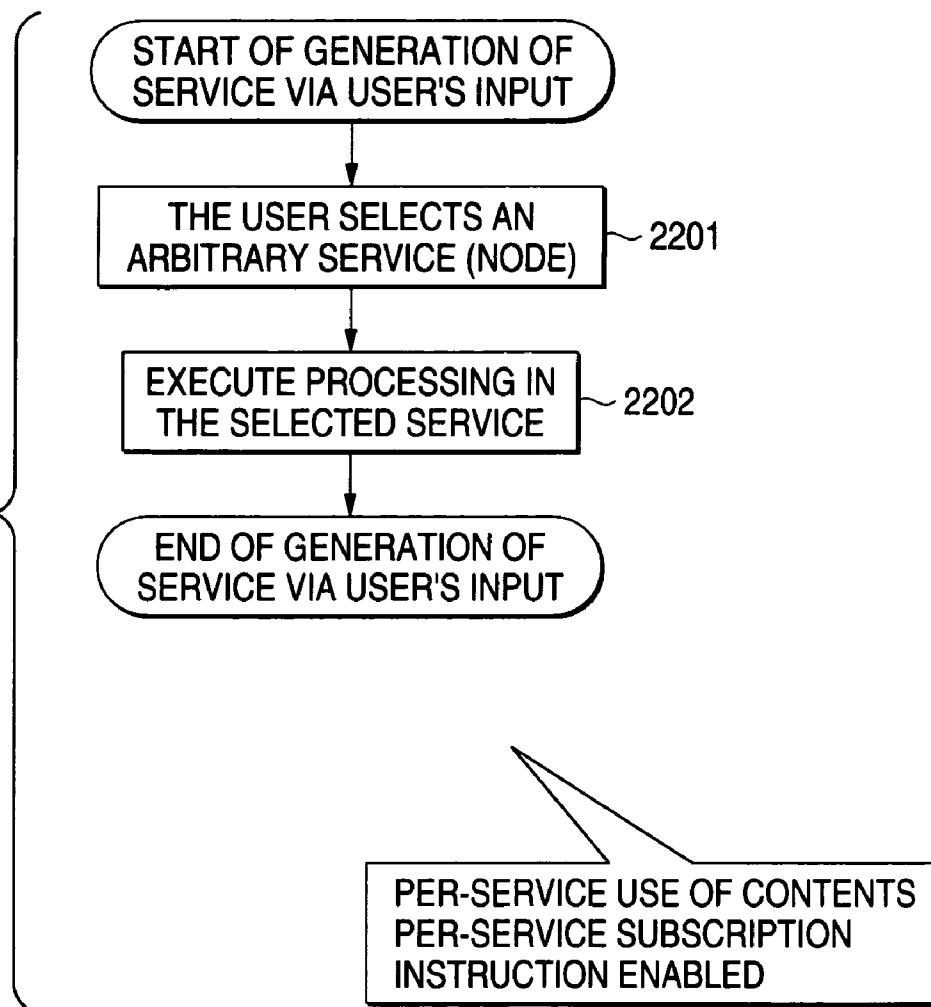 START OF GENERATION OF
SERVICE VIA USER'S INPUT
THE USER SELECTS AN
ARBITRARY SERVICE (NODE)
2201
EXECUTE PROCESSING IN
THE SELECTED SERVICE
2202
END OF GENERATION OF
SERVICE VIA USER'S INPUT
PER-SERVICE USE OF CONTENTS
PER-SERVICE SUBSCRIPTION
INSTRUCTION ENABLED